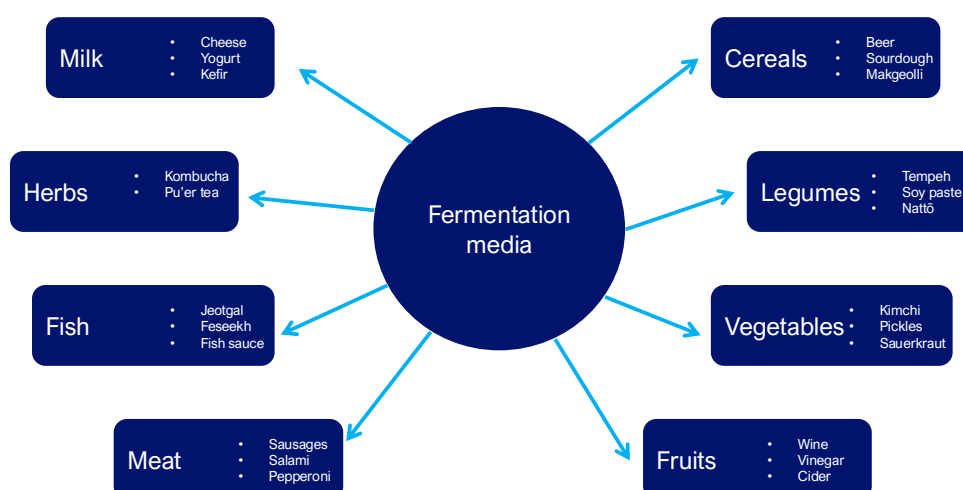 Milk
• Cheese
• Yogurt
• Kefir
Cereals
• Beer
• Sourdough
• Makgeolli
Herbs
• Kombucha
• Pu’er tea
Fermentation
media
Legumes
• Tempeh
• Soy paste
• Nattō
Fish
• Jeotgal
• Feseekh
• Fish sauce
Vegetables
• Kimchi
• Pickles
• Sauerkraut
Meat
• Sausages
• Salami
• Pepperoni
Fruits
• Wine
• Vinegar
• Cider